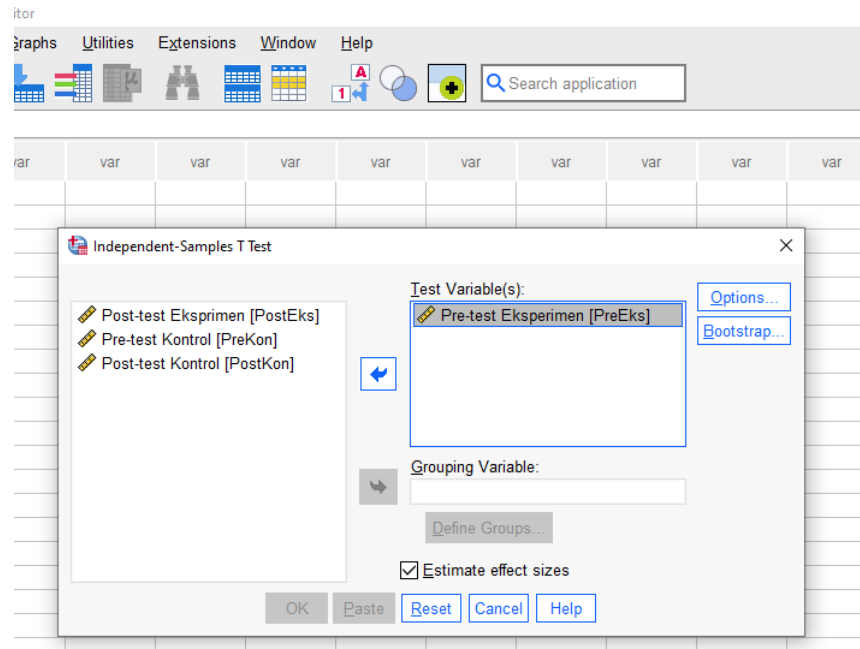 itor
Graphs Utilities Extensions Window Help
Search application
var var var var var var var var var var
Independent-Samples T Test
Test Variable(s):
Post-test Eksprimen [PostEks]
Pre-test Kontrol [PreKon]
Post-test Kontrol [PostKon]
Pre-test Eksperimen [PreEks]
Options...
Bootstrap...
Grouping Variable:
Define Groups...
Estimate effect sizes
OK Paste Reset Cancel Help